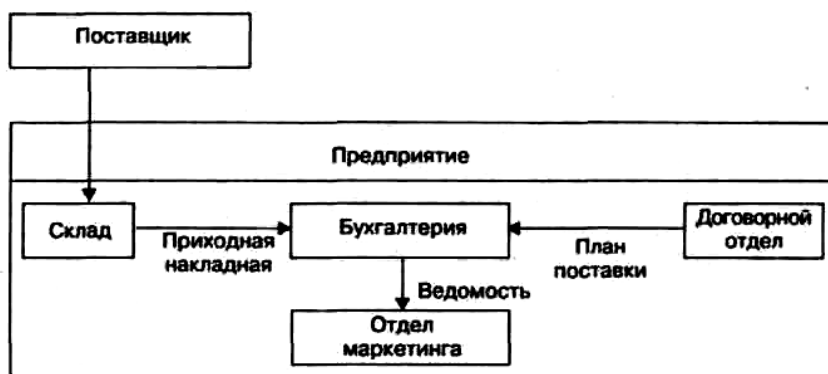 Поставщик
Предприятие
Склад
Приходная
накладная
Бухгалтерия
План
поставки
Договорной
отдел
Ведомость
Отдел
маркетинга